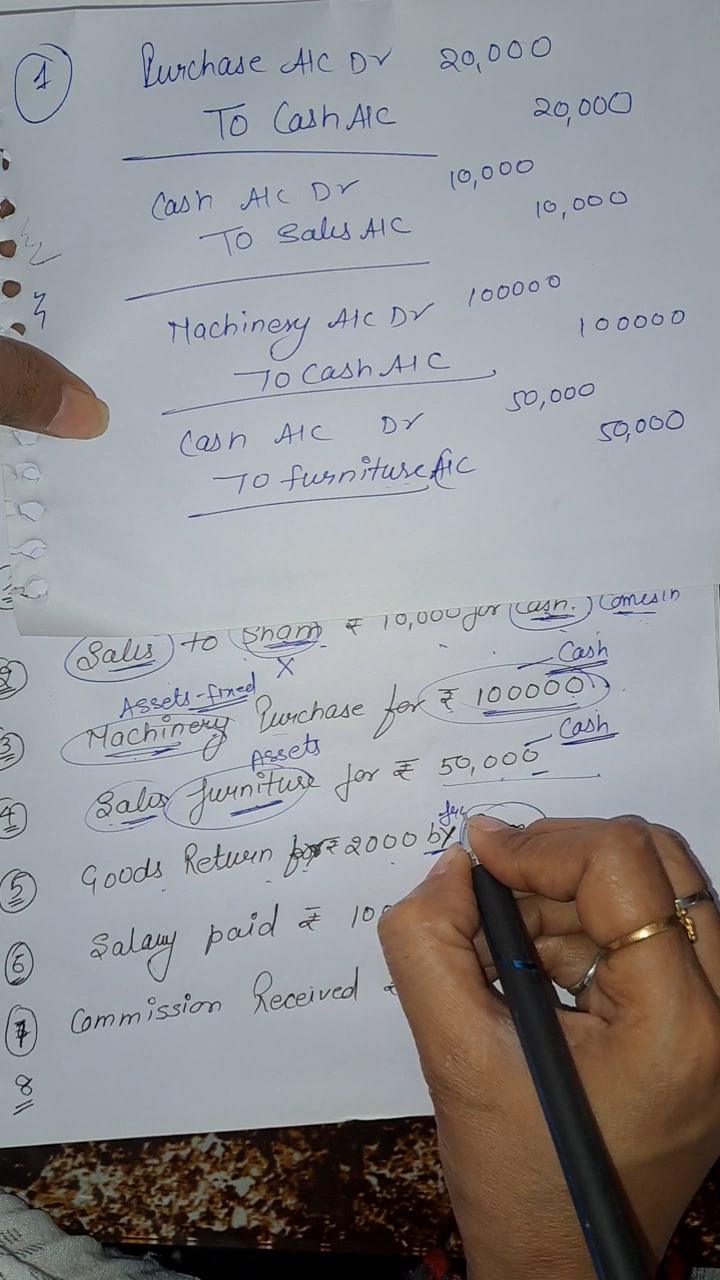 1
Purchase A/C Dr 20,000
To Cash A/C 20,000
Cash A/C Dr 10,000
To Sales A/C 10,000
Machinery A/C Dr 100000
To Cash A/C 100000
Cash A/C Dr 50,000
To furniture A/C 50,000
Sales to Sham ₹ 10,000 for Cash. Comes in
X
Cash
Assets-fixed
3 Machinery Purchase for ₹ 100000
Cash
Assets
4 Sales furniture for ₹ 50,000
5 Goods Return for ₹ 2000 by
6 Salary paid ₹ 10
7 Commission Received ₹
8